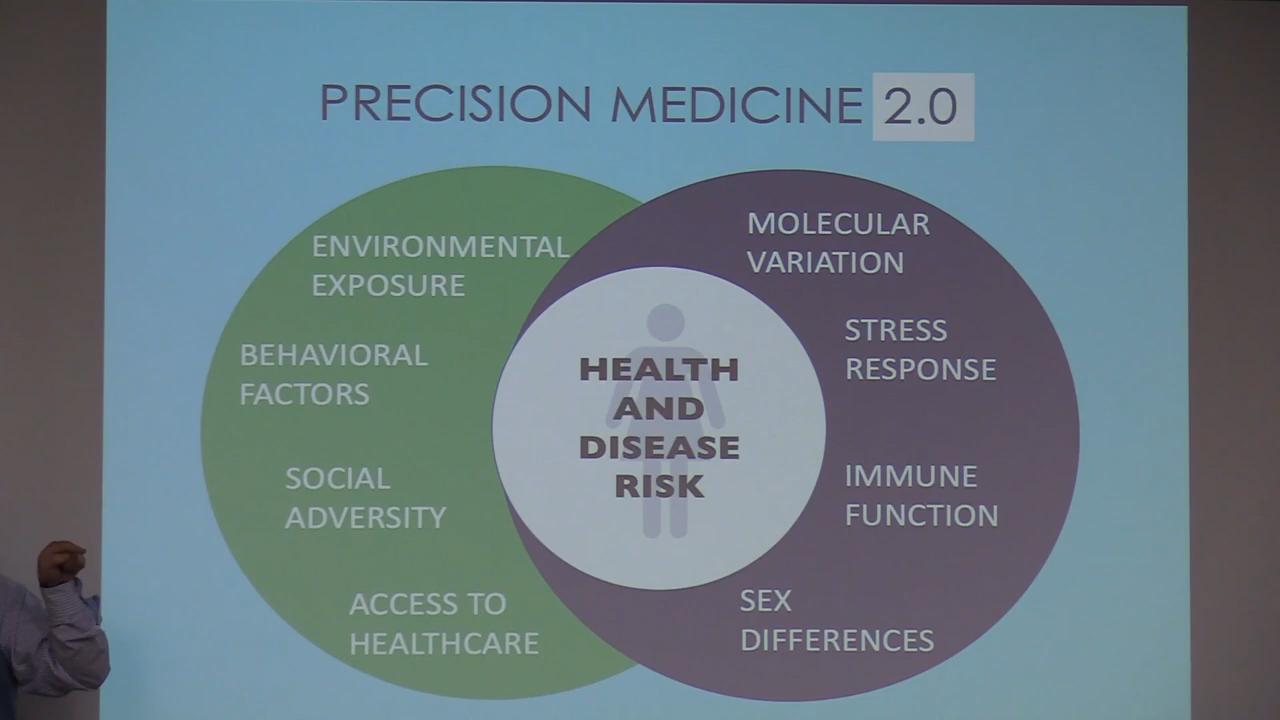 PRECISION MEDICINE 2.0
ENVIRONMENTAL
EXPOSURE
BEHAVIORAL
FACTORS
SOCIAL
ADVERSITY
ACCESS TO
HEALTHCARE
HEALTH
AND
DISEASE
RISK
MOLECULAR
VARIATION
STRESS
RESPONSE
IMMUNE
FUNCTION
SEX
DIFFERENCES